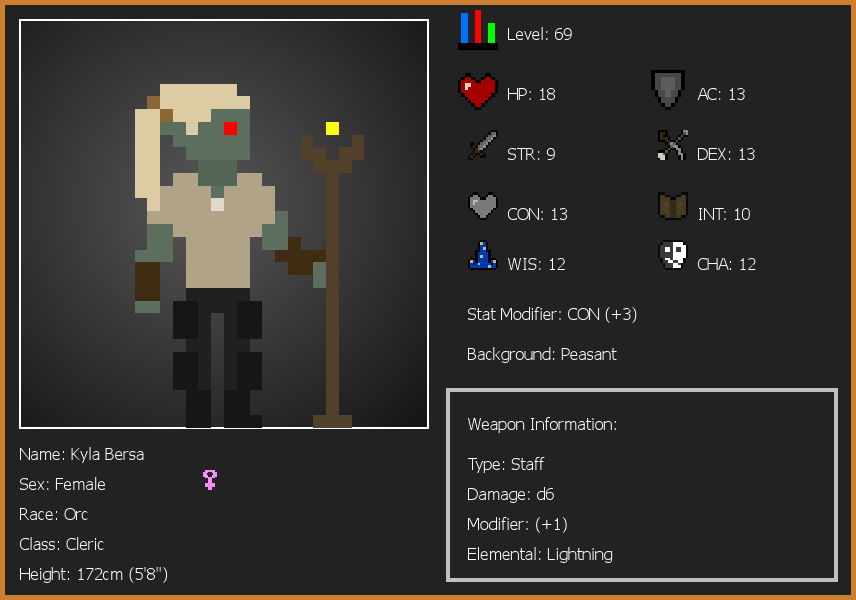 Level: 69
HP: 18
AC: 13
STR: 9
DEX: 13
CON: 13
INT: 10
WIS: 12
CHA: 12
Stat Modifier: CON (+3)
Background: Peasant
Weapon Information:
Type: Staff
Damage: d6
Modifier: (+1)
Elemental: Lightning
Name: Kyla Bersa
Sex: Female
Race: Orc
Class: Cleric
Height: 172cm (5'8")